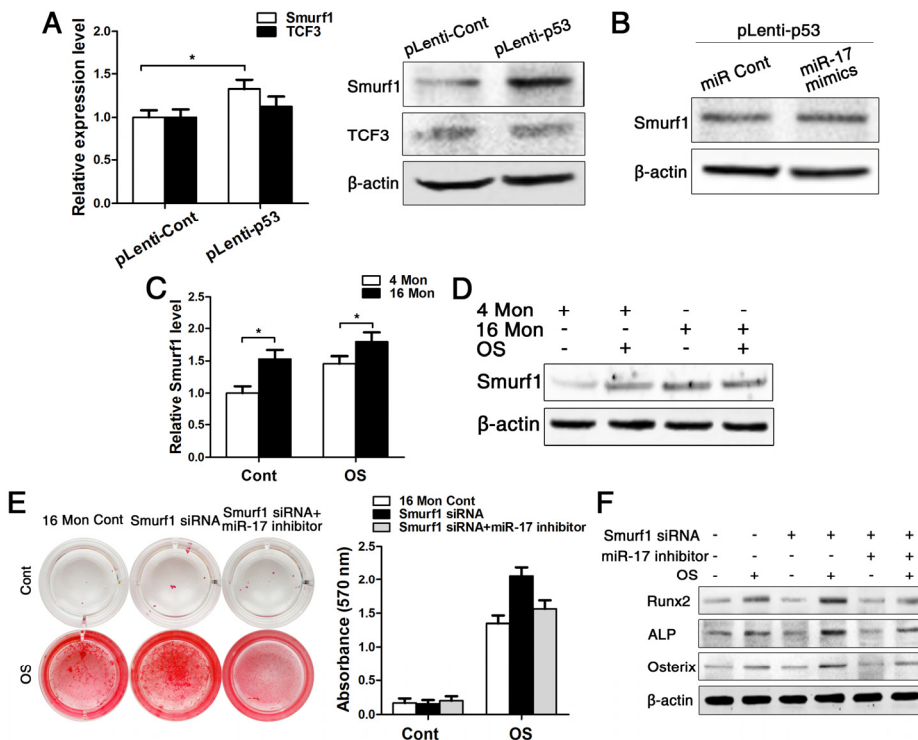 A
Smurf1
TCF3
Relative expression level
1.5
1.0
0.5
0.0
*
pLenti-Cont
pLenti-p53
pLenti-Cont
pLenti-p53
Smurf1
TCF3
β-actin
B
pLenti-p53
miR Cont
miR-17
mimics
Smurf1
β-actin
C
4 Mon
16 Mon
Relative Smurf1 level
2.5
2.0
1.5
1.0
0.5
0.0
*
*
Cont
OS
D
4 Mon + + - -
16 Mon - - + +
OS - + - +
Smurf1
β-actin
E
16 Mon Cont
Smurf1 siRNA
Smurf1 siRNA+
miR-17 inhibitor
Cont
OS
16 Mon Cont
Smurf1 siRNA
Smurf1 siRNA+miR-17 inhibitor
Absorbance (570 nm)
2.5
2.0
1.5
1.0
0.5
0.0
Cont
OS
F
Smurf1 siRNA - - + + + +
miR-17 inhibitor - - - - + +
OS - + - + - +
Runx2
ALP
Osterix
β-actin